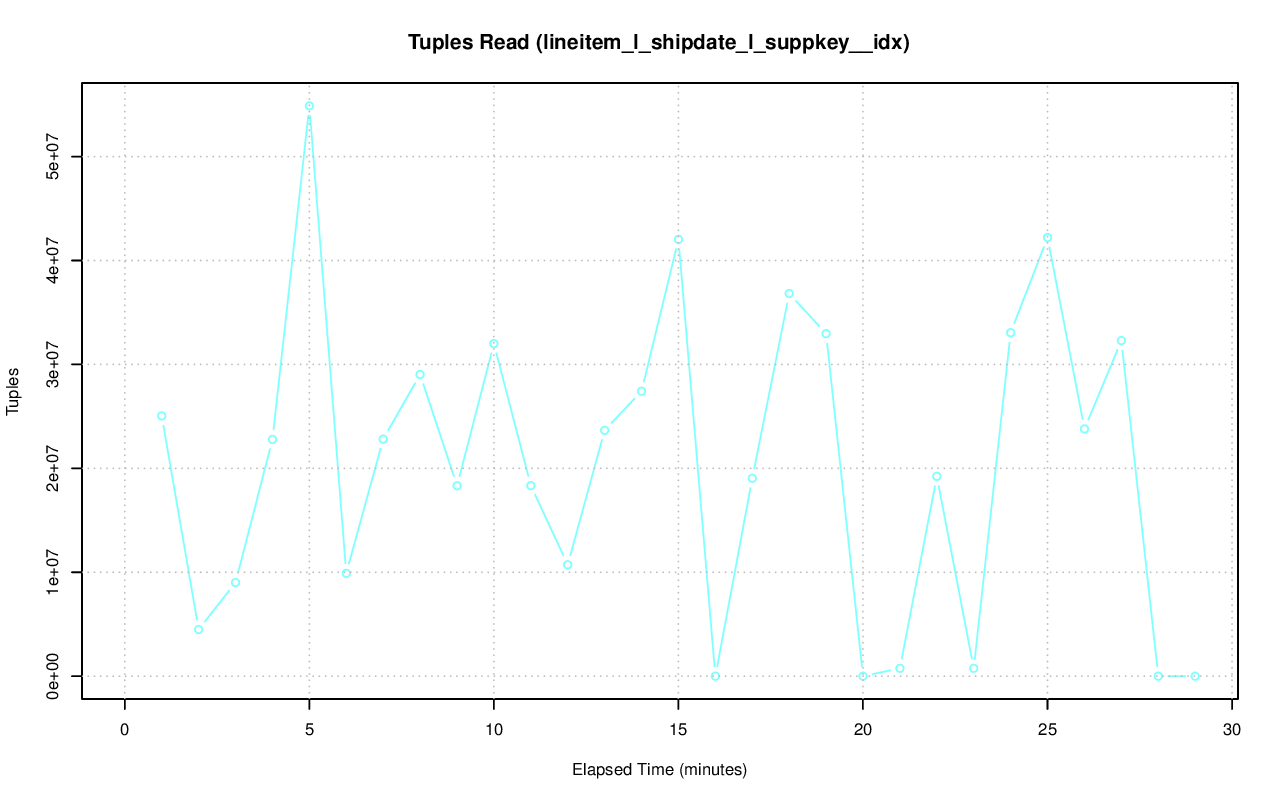 Tuples Read (lineitem_l_shipdate_l_suppkey__idx)
Tuples
5e+07
4e+07
3e+07
2e+07
1e+07
0e+00
0 5 10 15 20 25 30
Elapsed Time (minutes)